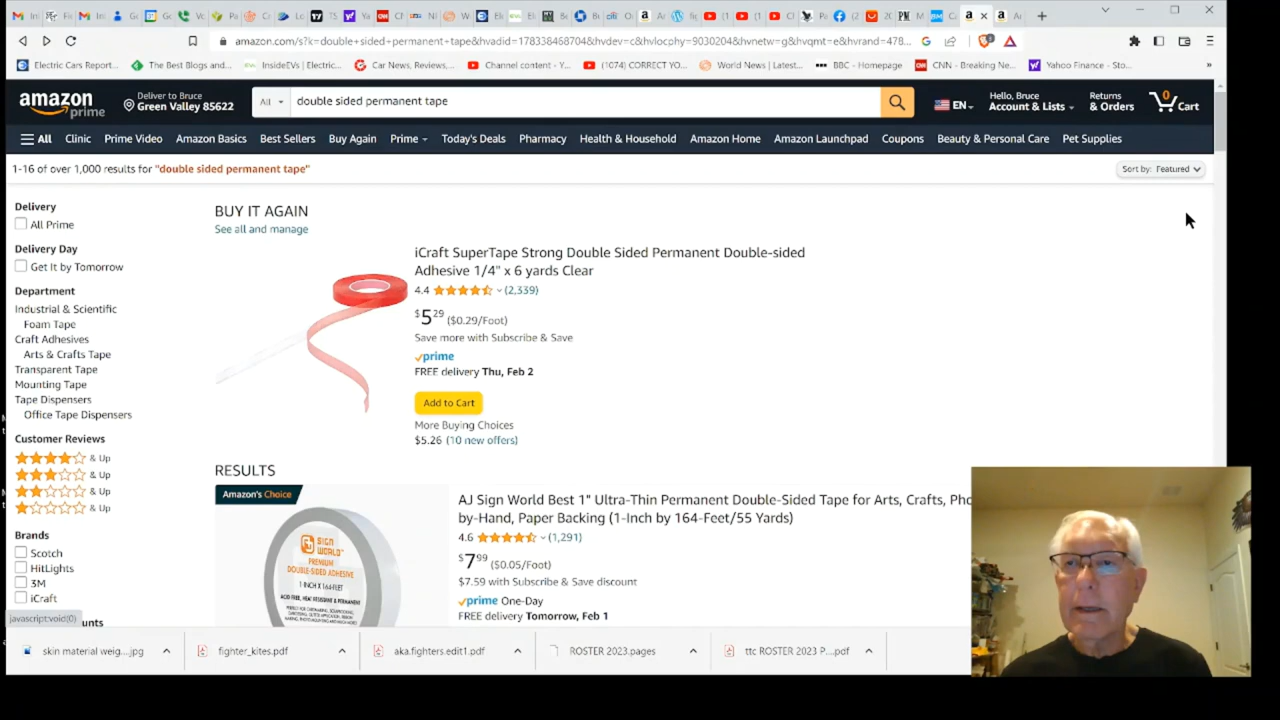 amazon.com/s?k=double+sided+permanent+tape&hvadid=178338468704&hvdev=c&hvlocphy=9030204&hvnetw=g&hvqmt=e&hvrand=478...
Electric Cars Report...
The Best Blogs and...
InsideEVs | Electric...
Car News, Reviews,...
Channel content - Y...
(1074) CORRECT YO...
World News | Latest...
BBC - Homepage
CNN - Breaking Ne...
Yahoo Finance - Sto...
amazon prime
Deliver to Bruce
Green Valley 85622
All
double sided permanent tape
EN
Hello, Bruce
Account & Lists
Returns
& Orders
0
Cart
All
Clinic
Prime Video
Amazon Basics
Best Sellers
Buy Again
Prime
Today's Deals
Pharmacy
Health & Household
Amazon Home
Amazon Launchpad
Coupons
Beauty & Personal Care
Pet Supplies
1-16 of over 1,000 results for "double sided permanent tape"
Sort by: Featured
Delivery
All Prime
Delivery Day
Get It by Tomorrow
Department
Industrial & Scientific
Foam Tape
Craft Adhesives
Arts & Crafts Tape
Transparent Tape
Mounting Tape
Tape Dispensers
Office Tape Dispensers
Customer Reviews
& Up
& Up
& Up
& Up
Brands
Scotch
HitLights
3M
iCraft
javascript:void(0)
unts
BUY IT AGAIN
See all and manage
iCraft SuperTape Strong Double Sided Permanent Double-sided
Adhesive 1/4" x 6 yards Clear
4.4 (2,339)
$5 29 ($0.29/Foot)
Save more with Subscribe & Save
prime
FREE delivery Thu, Feb 2
Add to Cart
More Buying Choices
$5.26 (10 new offers)
RESULTS
Amazon's Choice
SIGN
WORLD
PREMIUM
DOUBLE-SIDED ADHESIVE
1 INCH X 164-FEET
ACID FREE, HEAT RESISTENT & PERMANENT
AJ Sign World Best 1" Ultra-Thin Permanent Double-Sided Tape for Arts, Crafts, Pho
by-Hand, Paper Backing (1-Inch by 164-Feet/55 Yards)
4.6 (1,291)
$7 99 ($0.05/Foot)
$7.59 with Subscribe & Save discount
prime One-Day
FREE delivery Tomorrow, Feb 1
skin material weig....jpg
fighter_kites.pdf
aka.fighters.edit1.pdf
ROSTER 2023.pages
ttc ROSTER 2023 P....pdf